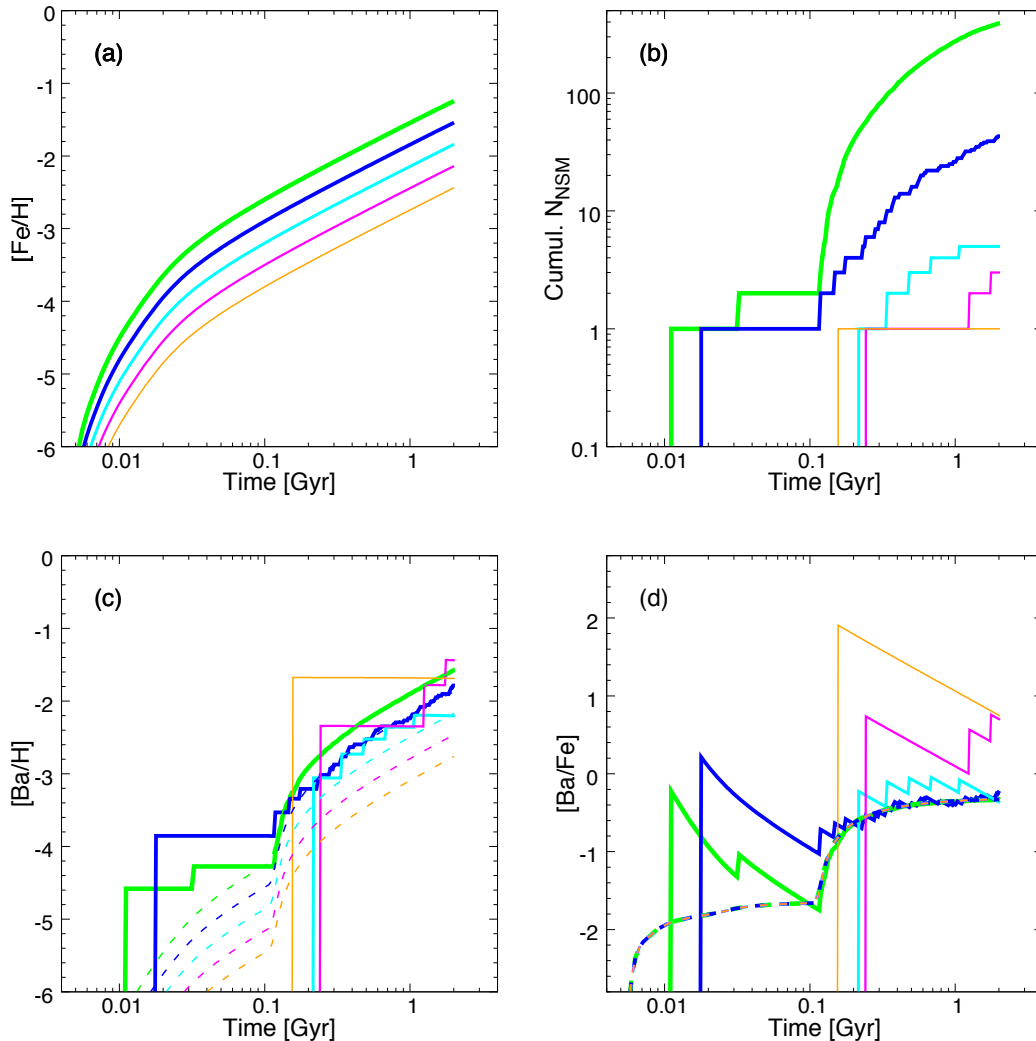 (a)
[Fe/H]
0
-1
-2
-3
-4
-5
-6
0.01 0.1 1
Time [Gyr]
(b)
Cumul. N_NSM
100
10
1
0.1
0.01 0.1 1
Time [Gyr]
(c)
[Ba/H]
0
-1
-2
-3
-4
-5
-6
0.01 0.1 1
Time [Gyr]
(d)
[Ba/Fe]
2
1
0
-1
-2
0.01 0.1 1
Time [Gyr]